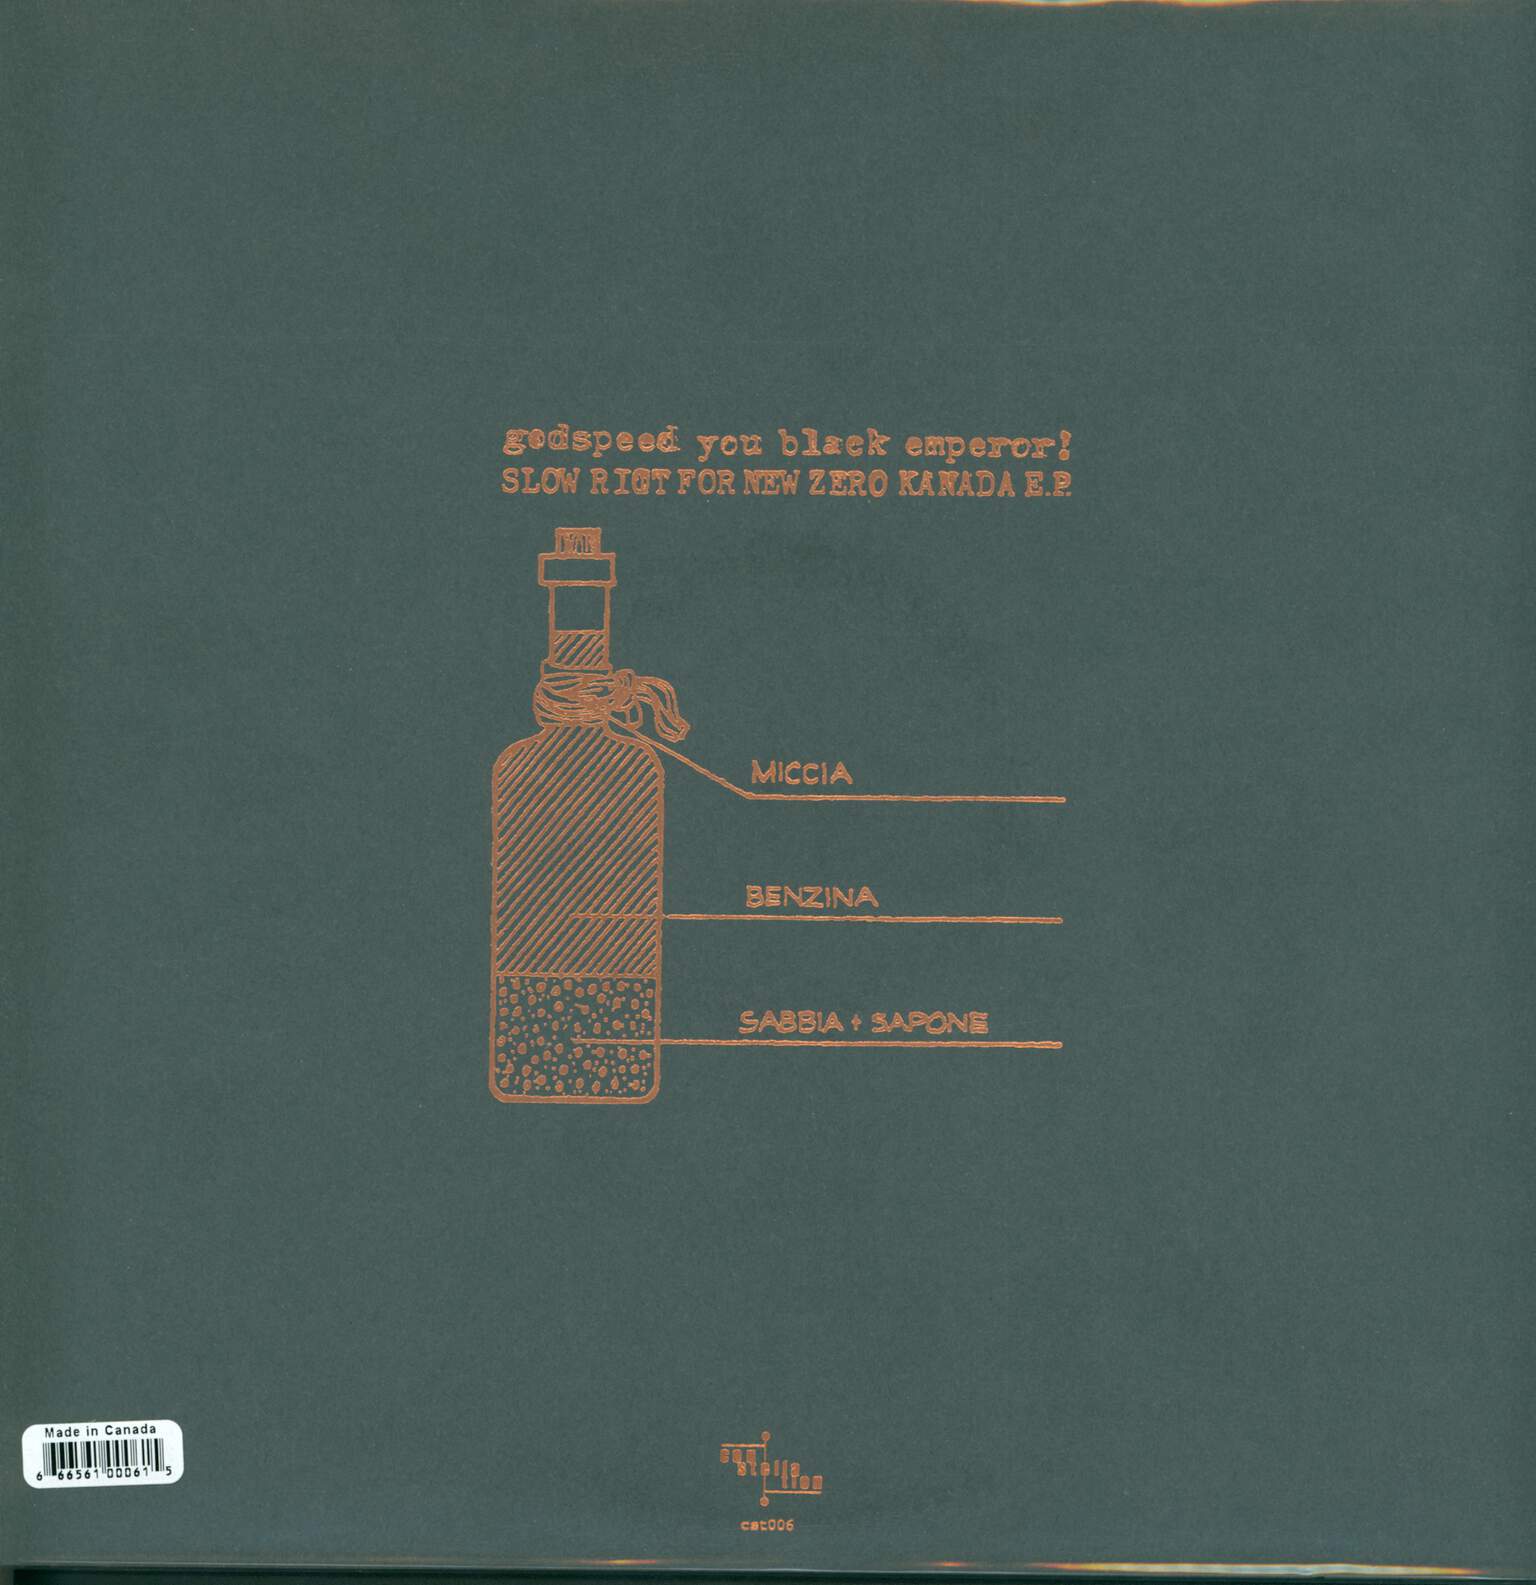 godspeed you black emperor!
SLOW RIOT FOR NEW ZERO KANADA E.P.
MICCIA
BENZINA
SABBIA + SAPONE
Made in Canada
6 66561 00061 5
constellation
cst006